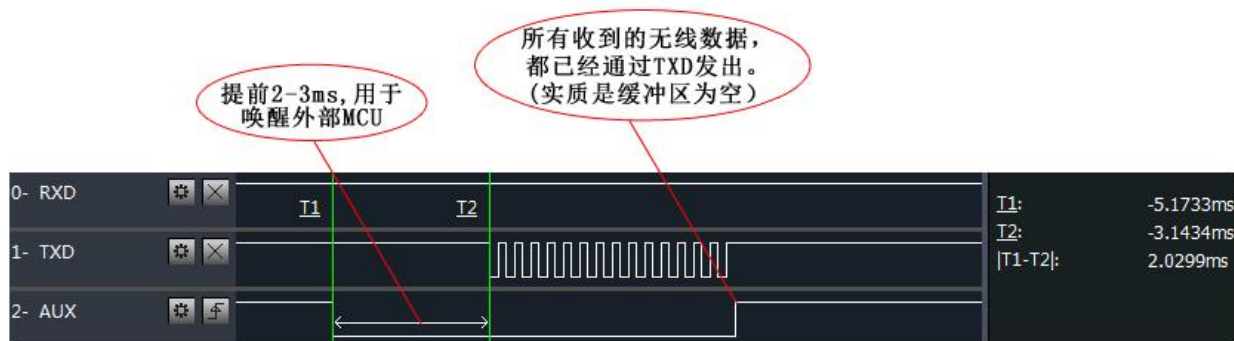 所有收到的无线数据，
都已经通过TXD发出。
(实质是缓冲区为空)
提前2-3ms,用于
唤醒外部MCU
0- RXD
T1
T2
1- TXD
2- AUX
T1: -5.1733ms
T2: -3.1434ms
|T1-T2|: 2.0299ms